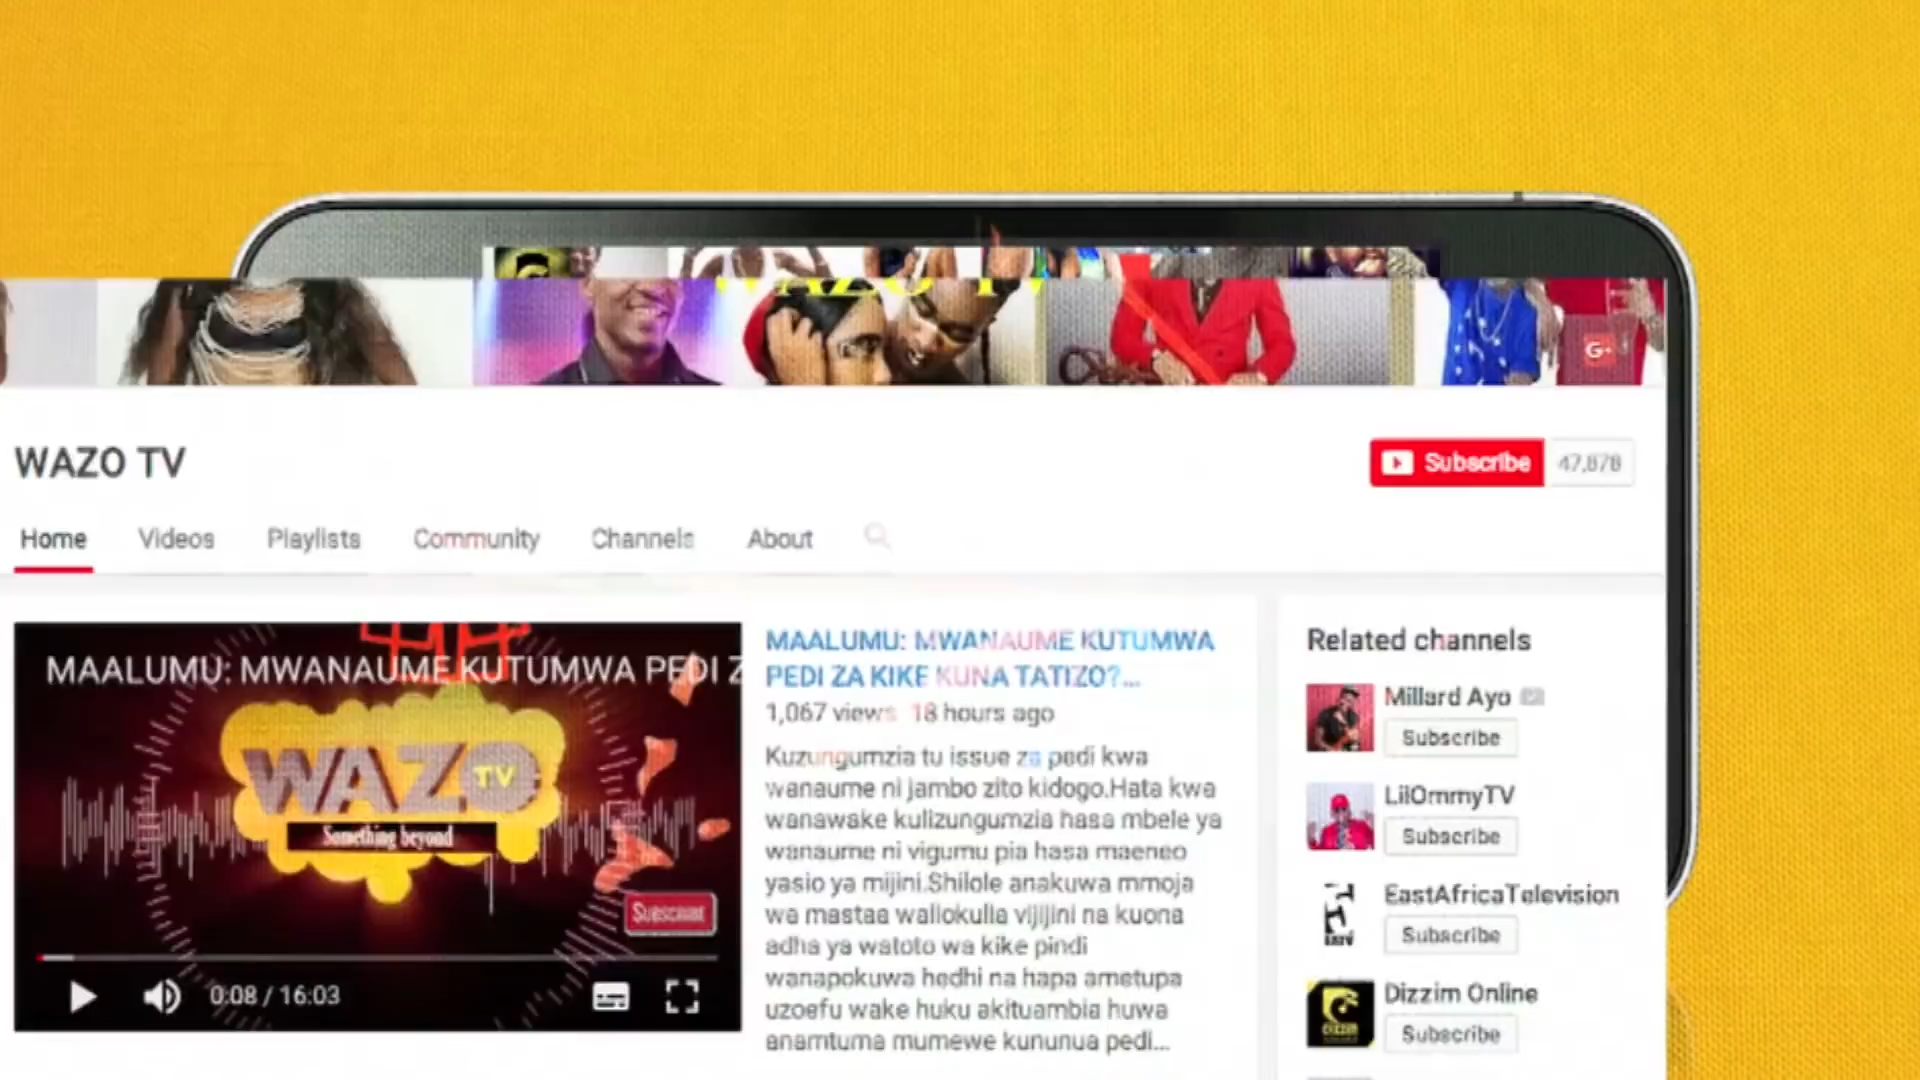 WAZO TV
G+
WAZO TV
Subscribe 47,878
Home Videos Playlists Community Channels About
MAALUMU: MWANAUME KUTUMWA PEDI Z
WAZO TV
Something beyond
SUBSCRIBE
0:08 / 16:03
MAALUMU: MWANAUME KUTUMWA
PEDI ZA KIKE KUNA TATIZO?...
1,067 views 18 hours ago
Kuzungumzia tu issue za pedi kwa
wanaume ni jambo zito kidogo.Hata kwa
wanawake kulizungumzia hasa mbele ya
wanaume ni vigumu pia hasa maeneo
yasio ya mijini.Shilole anakuwa mmoja
wa mastaa waliokulia vijijini na kuona
adha ya watoto wa kike pindi
wanapokuwa hedhi na hapa ametupa
uzoefu wake huku akituambia huwa
anamtuma mumewe kununua pedi...
Related channels
Millard Ayo
Subscribe
LilOmmyTV
Subscribe
EastAfricaTelevision
EATV
Subscribe
Dizzim Online
DIZZIM
Subscribe